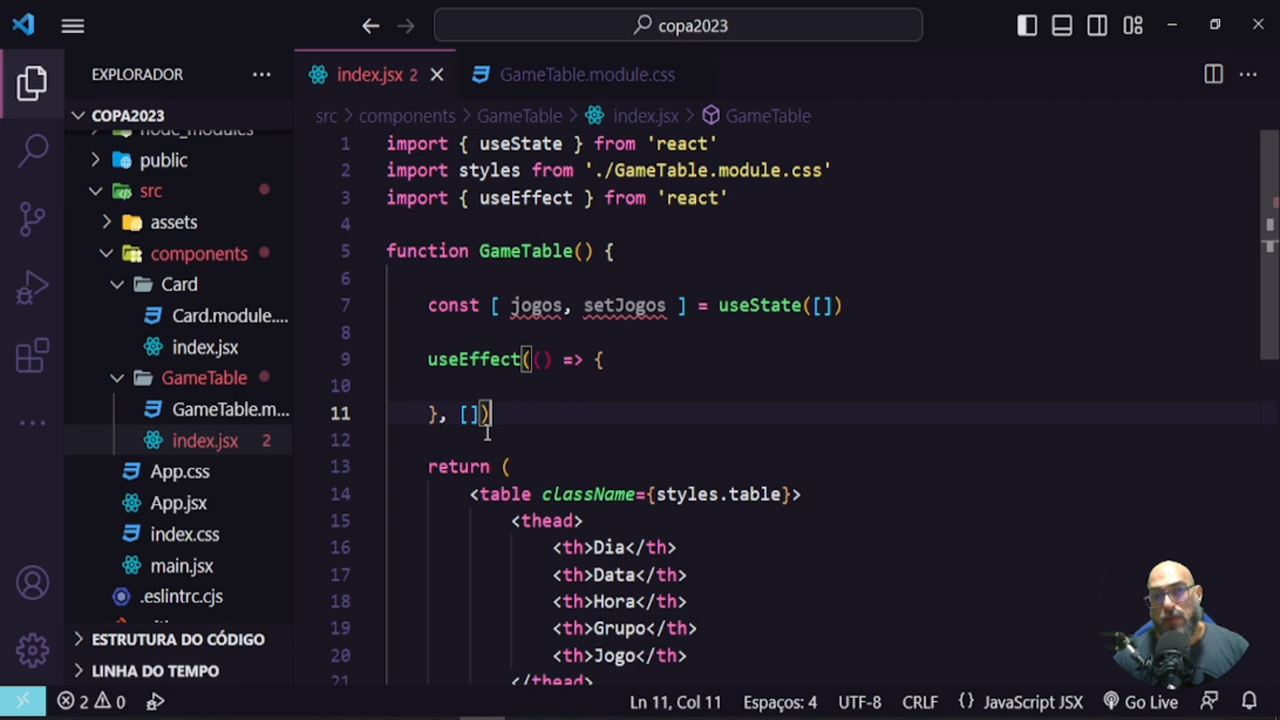 copa2023
EXPLORADOR
index.jsx 2
GameTable.module.css
COPA2023
src > components > GameTable > index.jsx > GameTable
node_modules
public
src
assets
components
Card
Card.module....
index.jsx
GameTable
GameTable.m...
index.jsx 2
App.css
App.jsx
index.css
main.jsx
.eslintrc.cjs
ESTRUTURA DO CÓDIGO
LINHA DO TEMPO
1 import { useState } from 'react'
2 import styles from './GameTable.module.css'
3 import { useEffect } from 'react'
4
5 function GameTable() {
6
7 const [ jogos, setJogos ] = useState([])
8
9 useEffect(() => {
10
11 }, [])
12
13 return (
14 <table className={styles.table}>
15 <thead>
16 <th>Dia</th>
17 <th>Data</th>
18 <th>Hora</th>
19 <th>Grupo</th>
20 <th>Jogo</th>
21 </thead>
2 0
Ln 11, Col 11
Espaços: 4
UTF-8
CRLF
{} JavaScript JSX
Go Live